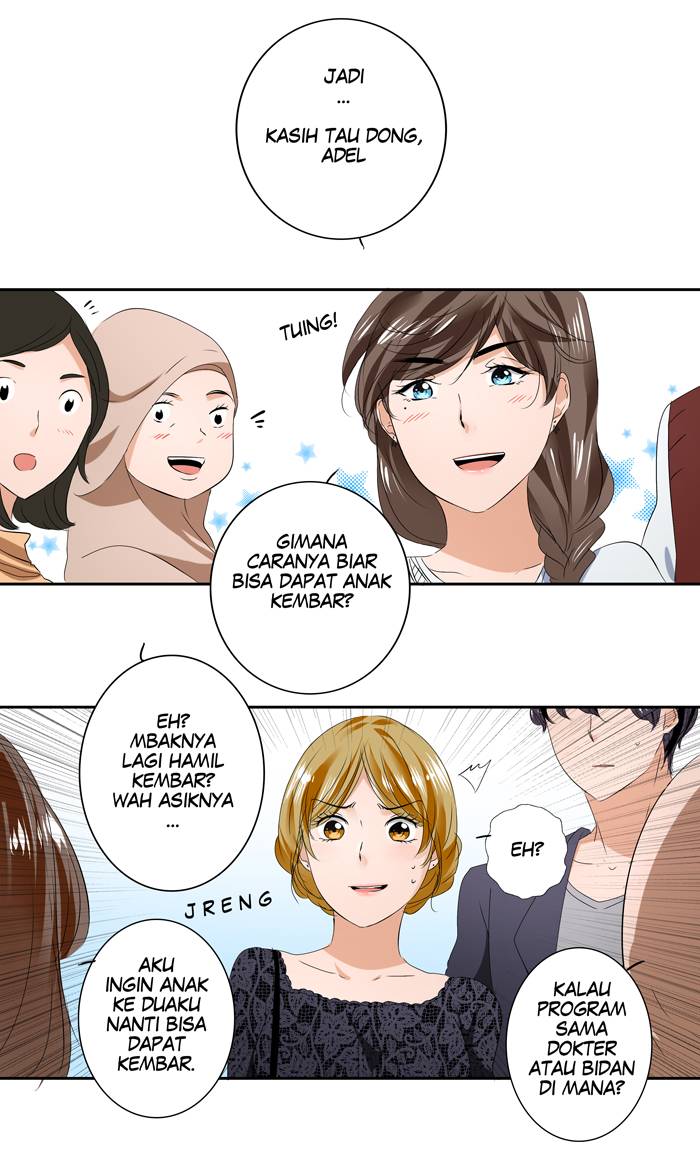 JADI
...
KASIH TAU DONG,
ADEL
TUING!
GIMANA
CARANYA BIAR
BISA DAPAT ANAK
KEMBAR?
EH?
MBAKNYA
LAGI HAMIL
KEMBAR?
WAH ASIKNYA
...
EH?
JRENG
AKU
INGIN ANAK
KE DUAKU
NANTI BISA
DAPAT
KEMBAR.
KALAU
PROGRAM
SAMA
DOKTER
ATAU BIDAN
DI MANA?